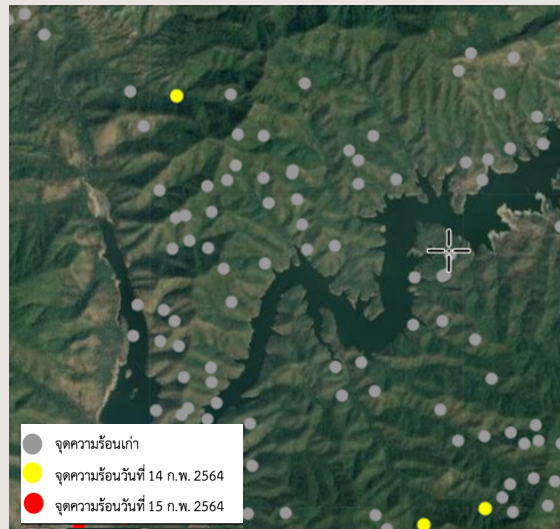 จุดความร้อนเก่า
จุดความร้อนวันที่ 14 ก.พ. 2564
จุดความร้อนวันที่ 15 ก.พ. 2564